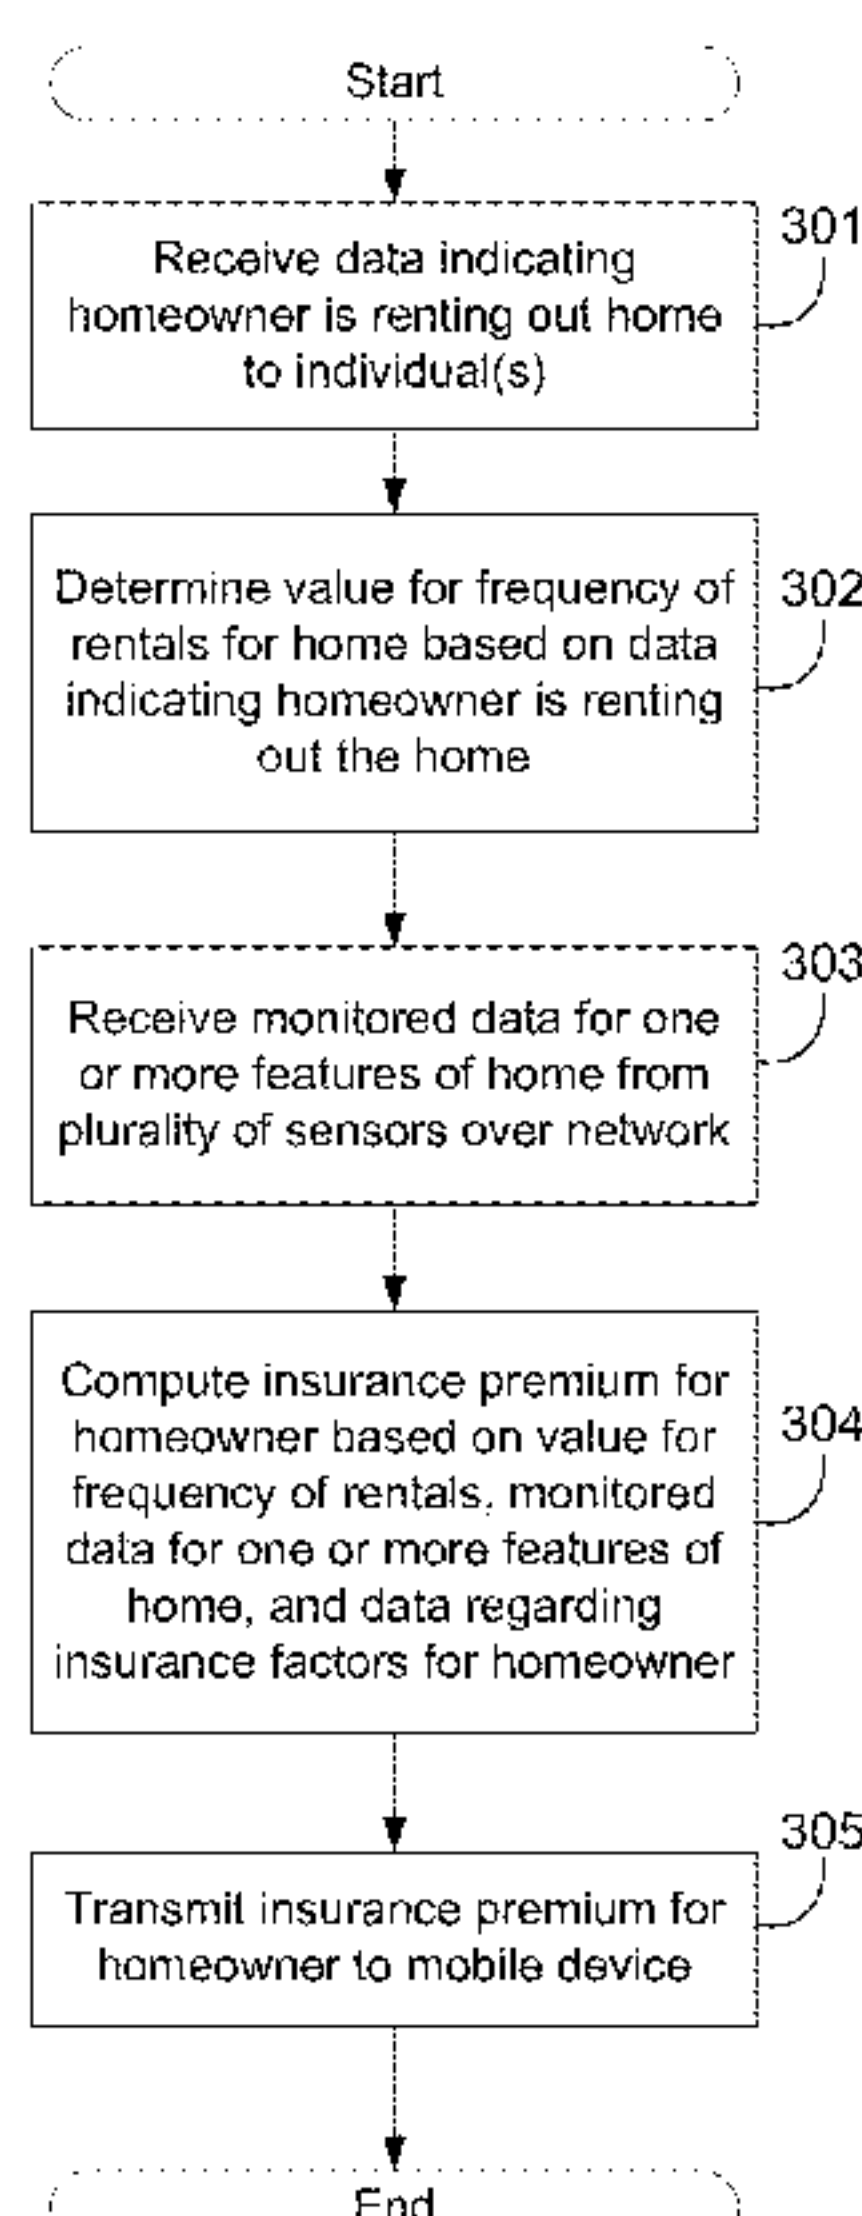 Start
301
Receive data indicating
homeowner is renting out home
to individual(s)
302
Determine value for frequency of
rentals for home based on data
indicating homeowner is renting
out the home
303
Receive monitored data for one
or more features of home from
plurality of sensors over network
304
Compute insurance premium for
homeowner based on value for
frequency of rentals, monitored
data for one or more features of
home, and data regarding
insurance factors for homeowner
305
Transmit insurance premium for
homeowner to mobile device
End